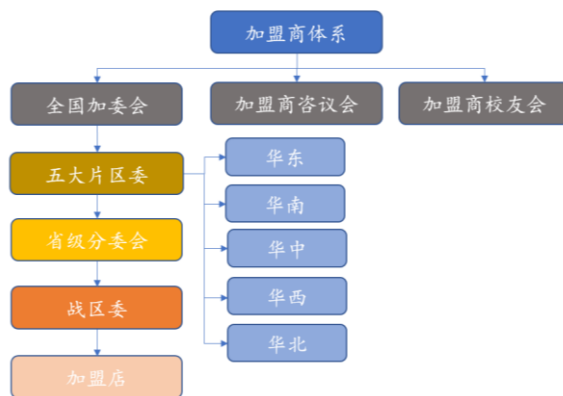 加盟商体系
全国加委会
加盟商咨议会
加盟商校友会
五大片区委
华东
华南
省级分委会
华中
战区委
华西
华北
加盟店